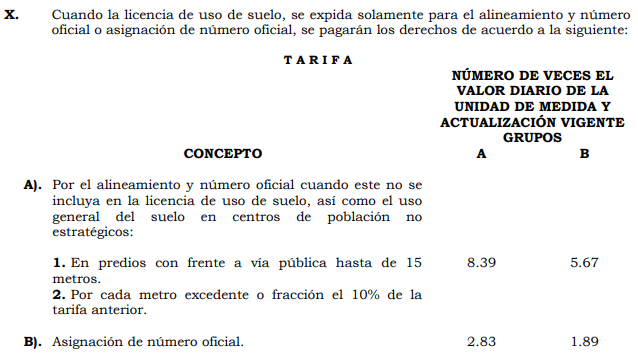 X. Cuando la licencia de uso de suelo, se expida solamente para el alineamiento y número
oficial o asignación de número oficial, se pagarán los derechos de acuerdo a la siguiente:
T A R I F A
NÚMERO DE VECES EL
VALOR DIARIO DE LA
UNIDAD DE MEDIDA Y
ACTUALIZACIÓN VIGENTE
GRUPOS
CONCEPTO A B
A). Por el alineamiento y número oficial cuando este no se
incluya en la licencia de uso de suelo, así como el uso
general del suelo en centros de población no
estratégicos:
1. En predios con frente a vía pública hasta de 15 8.39 5.67
metros.
2. Por cada metro excedente o fracción el 10% de la
tarifa anterior.
B). Asignación de número oficial. 2.83 1.89